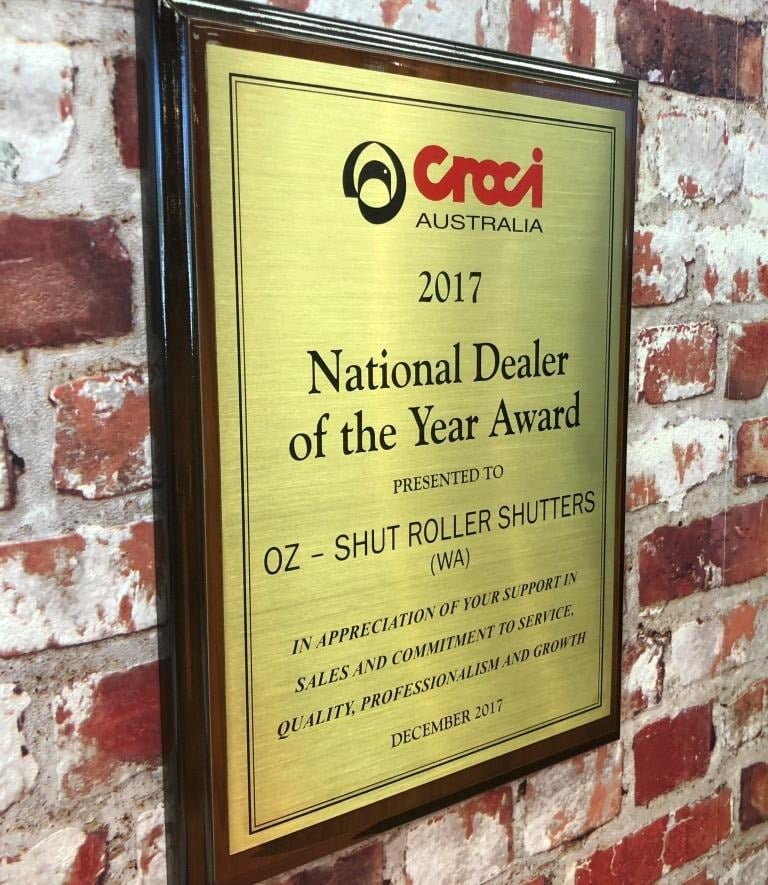 Croci
AUSTRALIA
2017
National Dealer
of the Year Award
PRESENTED TO
OZ – SHUT ROLLER SHUTTERS
(WA)
IN APPRECIATION OF YOUR SUPPORT IN
SALES AND COMMITMENT TO SERVICE,
QUALITY, PROFESSIONALISM AND GROWTH
DECEMBER 2017